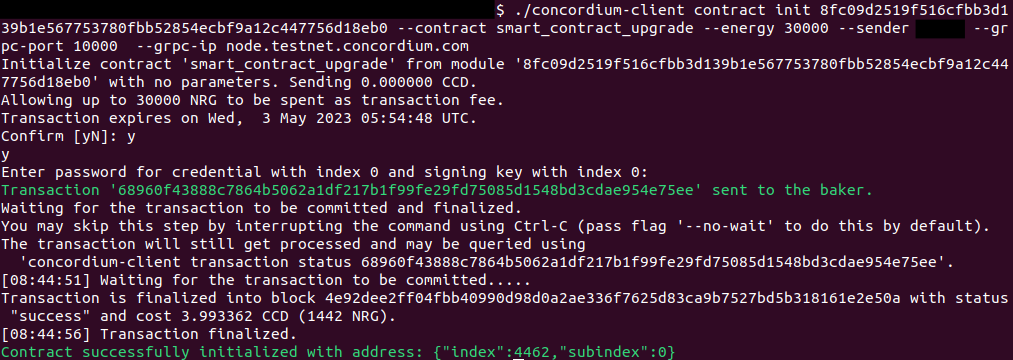 $ ./concordium-client contract init 8fc09d2519f516cfbb3d1
39b1e567753780fbb52854ecbf9a12c447756d18eb0 --contract smart_contract_upgrade --energy 30000 --sender --gr
pc-port 10000  --grpc-ip node.testnet.concordium.com
Initialize contract 'smart_contract_upgrade' from module '8fc09d2519f516cfbb3d139b1e567753780fbb52854ecbf9a12c44
7756d18eb0' with no parameters. Sending 0.000000 CCD.
Allowing up to 30000 NRG to be spent as transaction fee.
Transaction expires on Wed,  3 May 2023 05:54:48 UTC.
Confirm [yN]: y
y
Enter password for credential with index 0 and signing key with index 0:
Transaction '68960f43888c7864b5062a1df217b1f99fe29fd75085d1548bd3cdae954e75ee' sent to the baker.
Waiting for the transaction to be committed and finalized.
You may skip this step by interrupting the command using Ctrl-C (pass flag '--no-wait' to do this by default).
The transaction will still get processed and may be queried using
  'concordium-client transaction status 68960f43888c7864b5062a1df217b1f99fe29fd75085d1548bd3cdae954e75ee'.
[08:44:51] Waiting for the transaction to be committed.....
Transaction is finalized into block 4e92dee2ff04fbb40990d98d0a2ae336f7625d83ca9b7527bd5b318161e2e50a with status
 "success" and cost 3.993362 CCD (1442 NRG).
[08:44:56] Transaction finalized.
Contract successfully initialized with address: {"index":4462,"subindex":0}